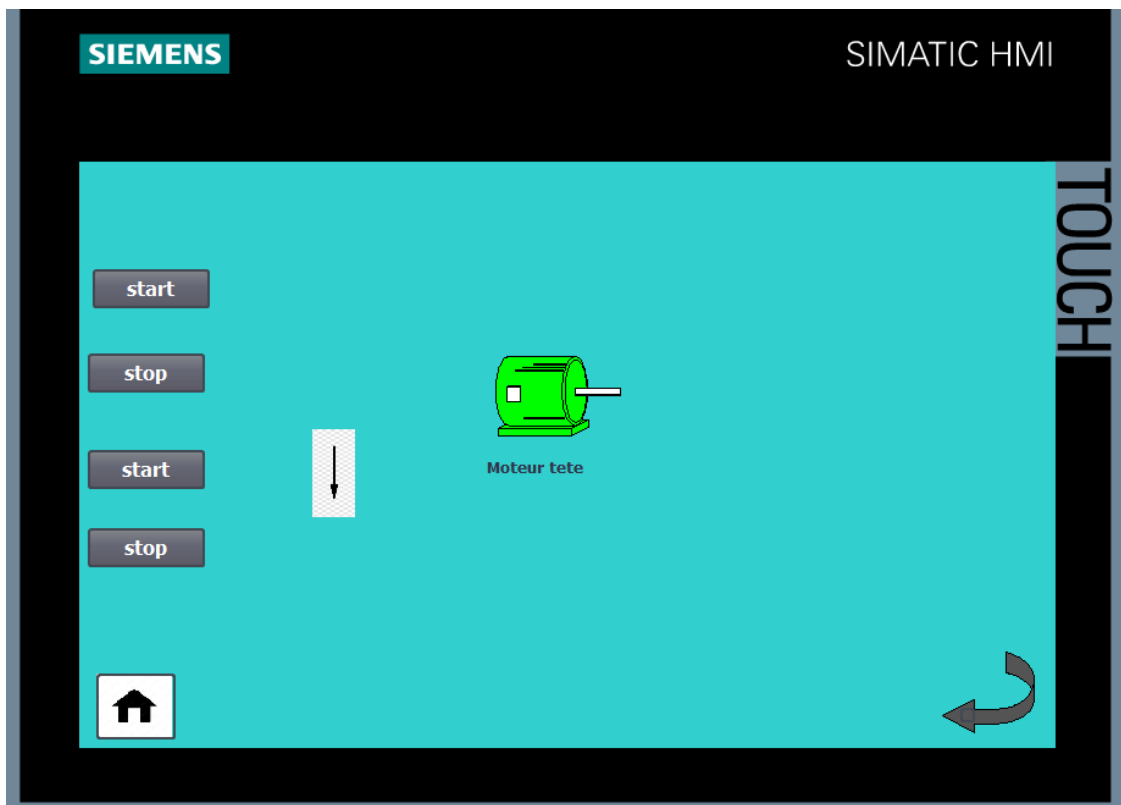 SIEMENS
SIMATIC HMI
TOUCH
start
stop
start
stop
Moteur tete